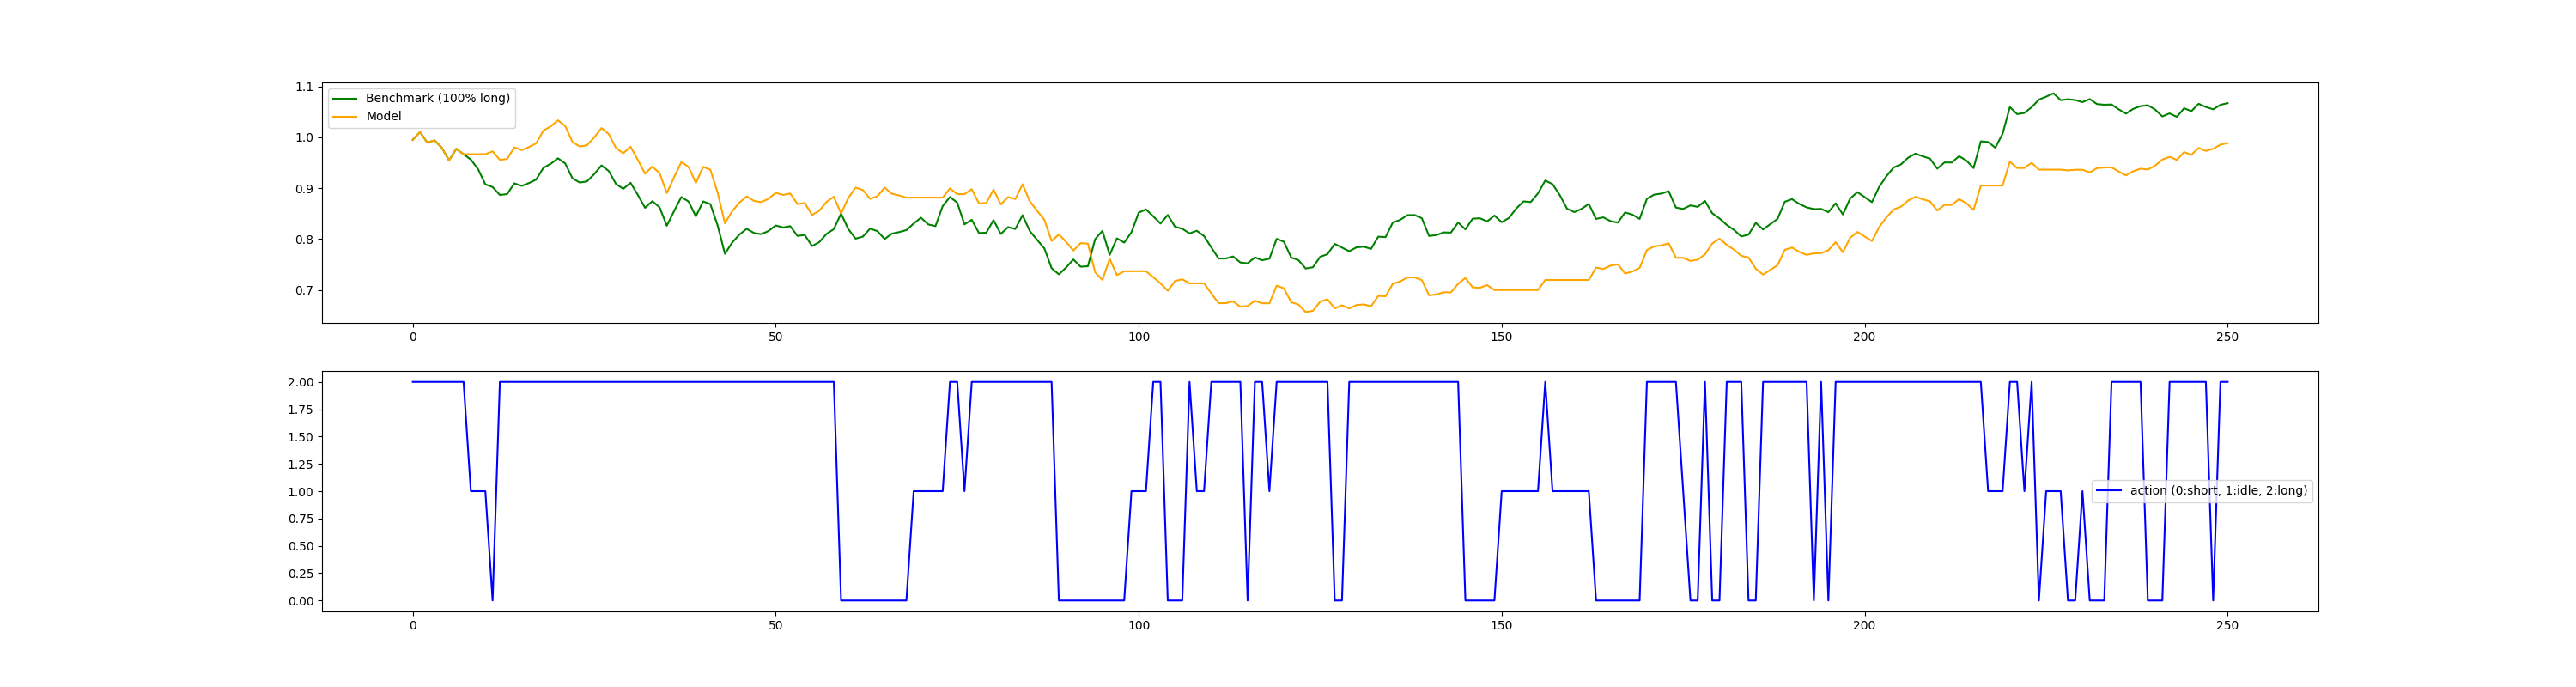 1.1
1.0
0.9
0.8
0.7
Benchmark (100% long)
Model
0 50 100 150 200 250
2.00
1.75
1.50
1.25
1.00
0.75
0.50
0.25
0.00
action (0:short, 1:idle, 2:long)
0 50 100 150 200 250